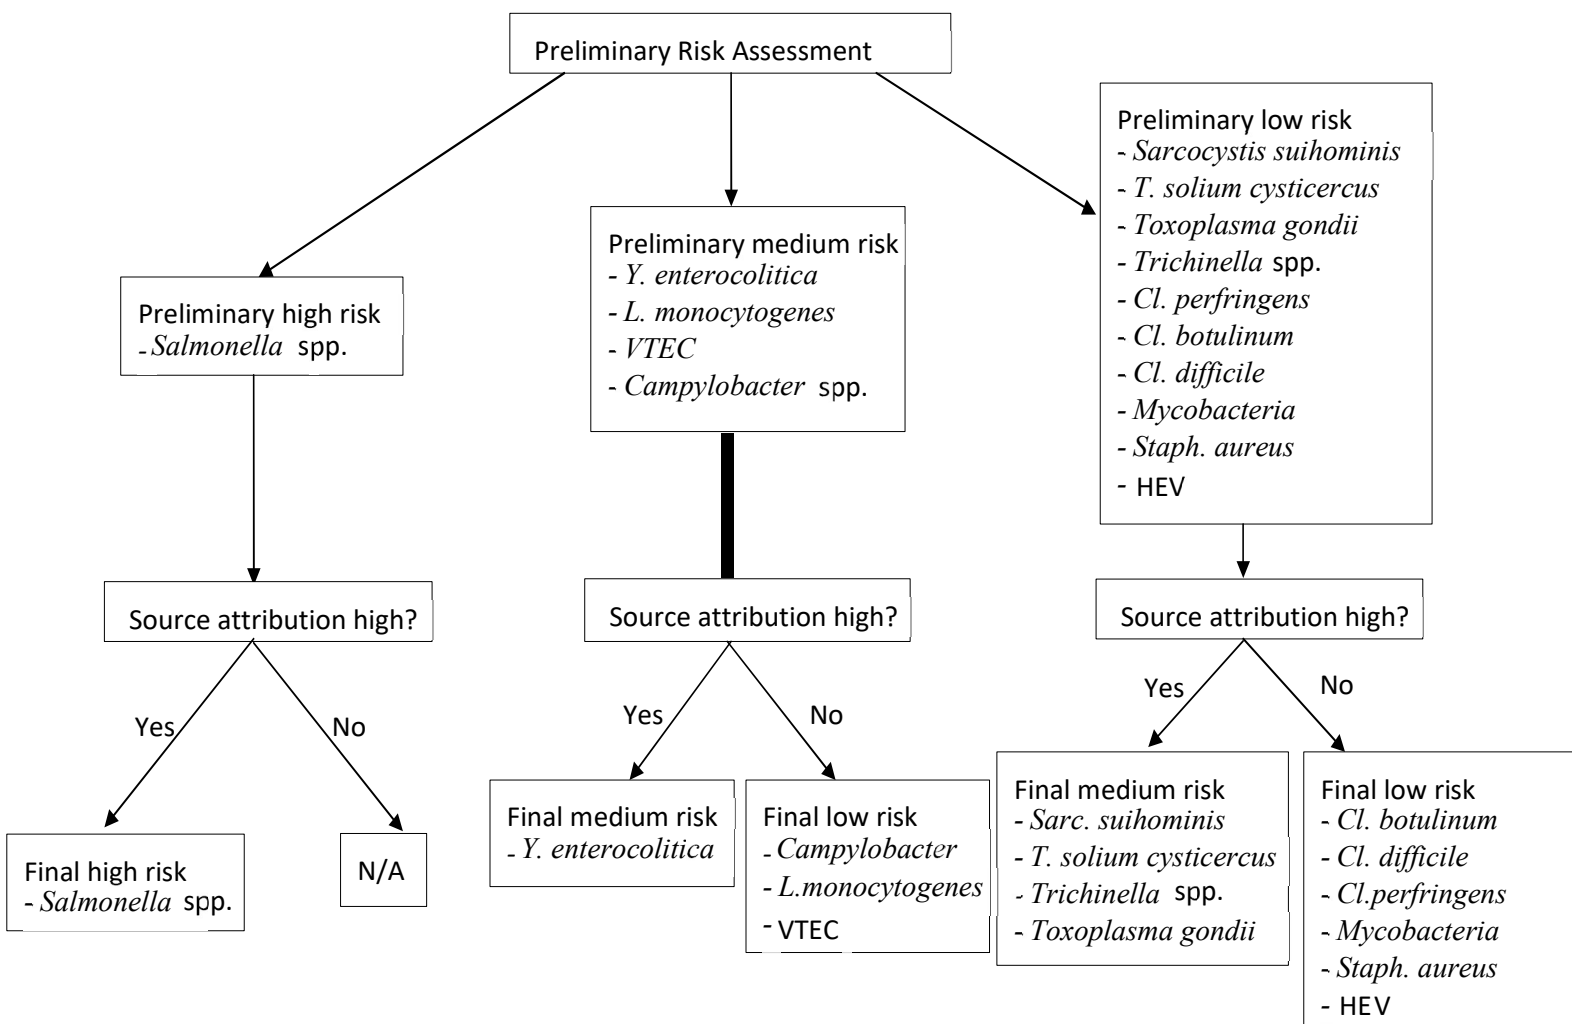 Preliminary Risk Assessment
Preliminary high risk
- Salmonella spp.
Preliminary medium risk
- Y. enterocolitica
- L. monocytogenes
- VTEC
- Campylobacter spp.
Preliminary low risk
- Sarcocystis suihominis
- T. solium cysticercus
- Toxoplasma gondii
- Trichinella spp.
- Cl. perfringens
- Cl. botulinum
- Cl. difficile
- Mycobacteria
- Staph. aureus
- HEV
Source attribution high?
Source attribution high?
Source attribution high?
Yes
No
Yes
No
Yes
No
Final high risk
- Salmonella spp.
N/A
Final medium risk
- Y. enterocolitica
Final low risk
- Campylobacter
- L.monocytogenes
- VTEC
Final medium risk
- Sarc. suihominis
- T. solium cysticercus
- Trichinella spp.
- Toxoplasma gondii
Final low risk
- Cl. botulinum
- Cl. difficile
- Cl.perfringens
- Mycobacteria
- Staph. aureus
- HEV